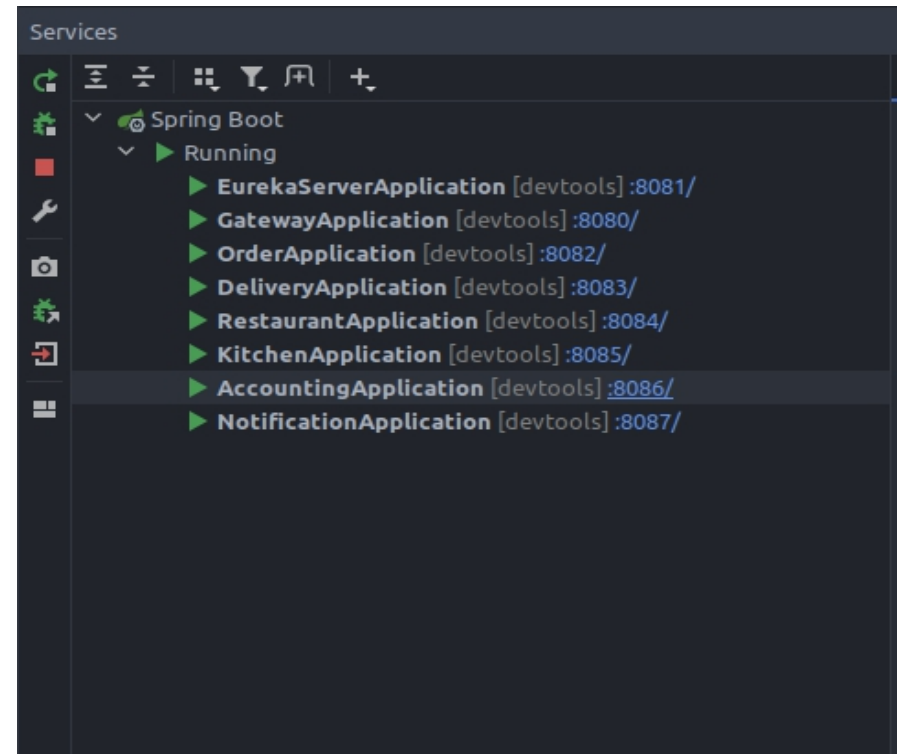 Services
Spring Boot
Running
EurekaServerApplication [devtools] :8081/
GatewayApplication [devtools] :8080/
OrderApplication [devtools] :8082/
DeliveryApplication [devtools] :8083/
RestaurantApplication [devtools] :8084/
KitchenApplication [devtools] :8085/
AccountingApplication [devtools] :8086/
NotificationApplication [devtools] :8087/